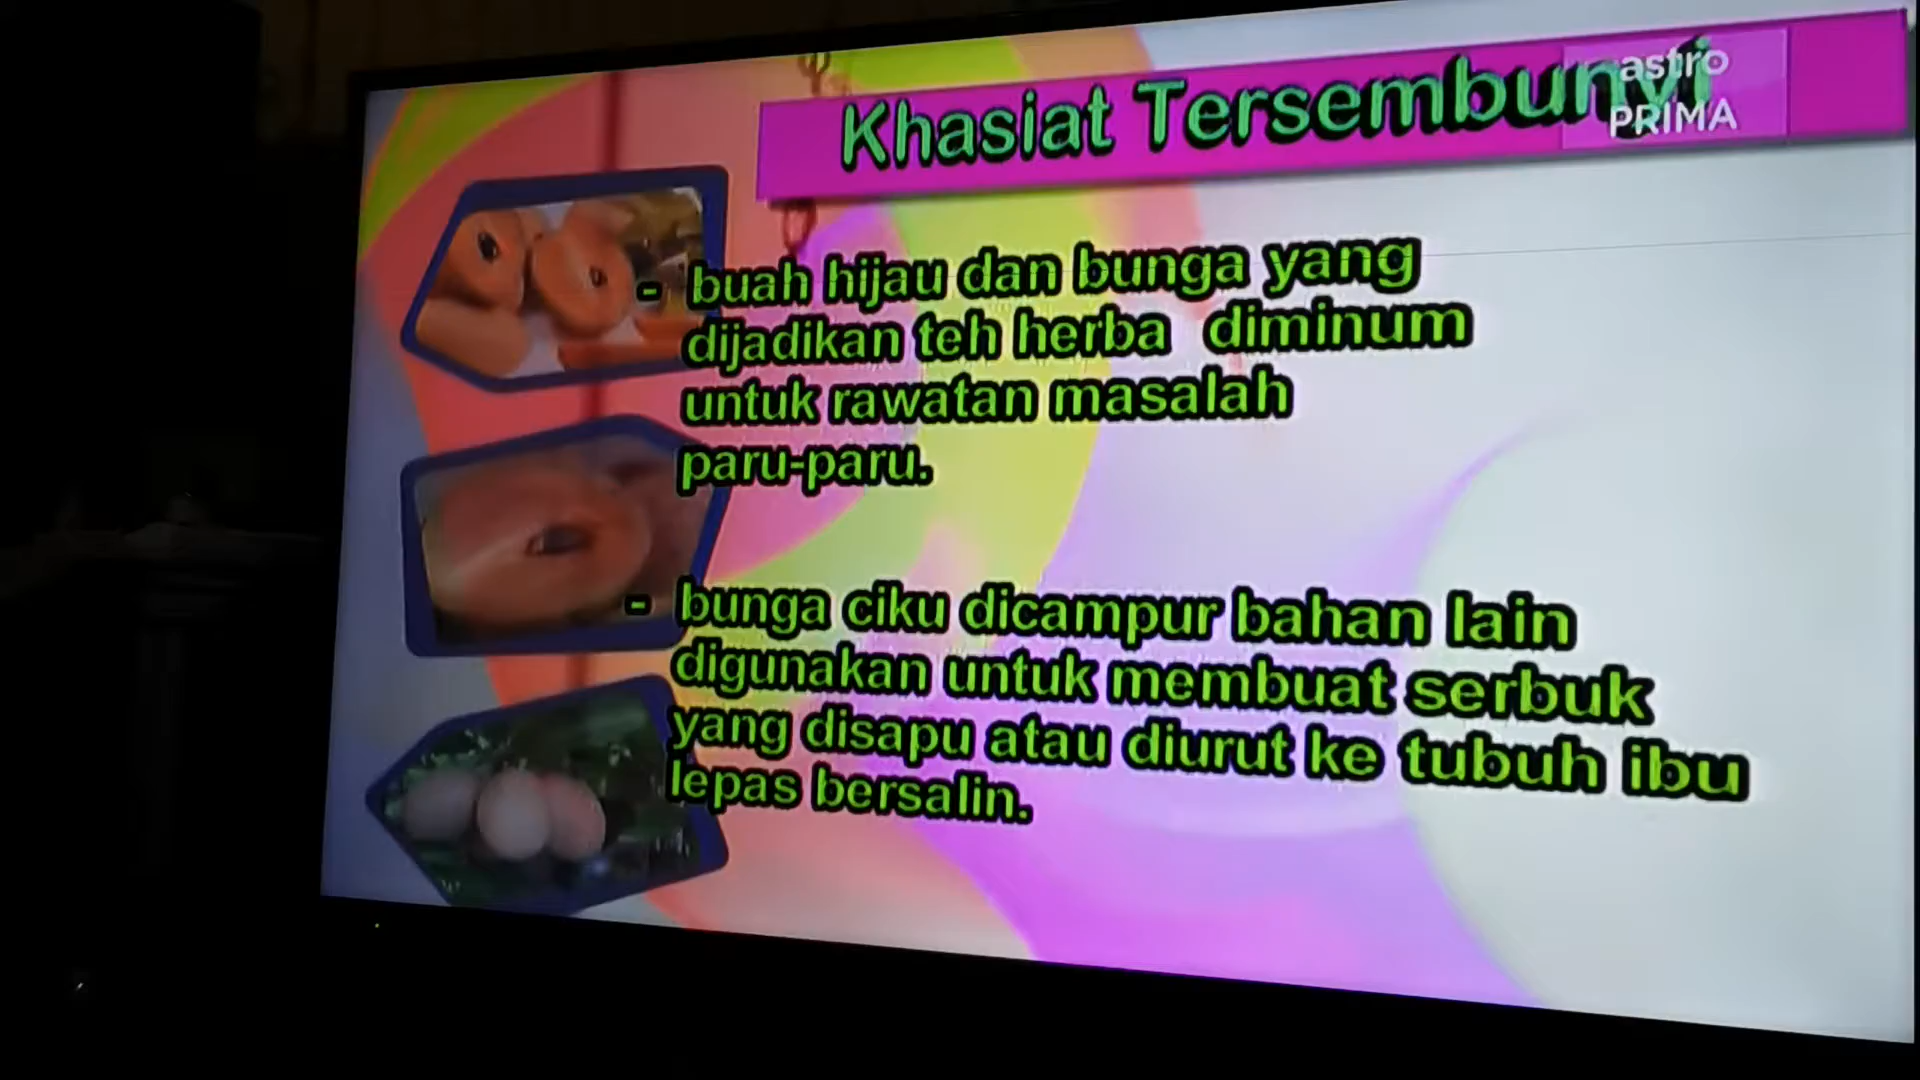 Khasiat Tersembunyi
astro
PRIMA
- buah hijau dan bunga yang
dijadikan teh herba diminum
untuk rawatan masalah
paru-paru.
- bunga ciku dicampur bahan lain
digunakan untuk membuat serbuk
yang disapu atau diurut ke tubuh ibu
lepas bersalin.